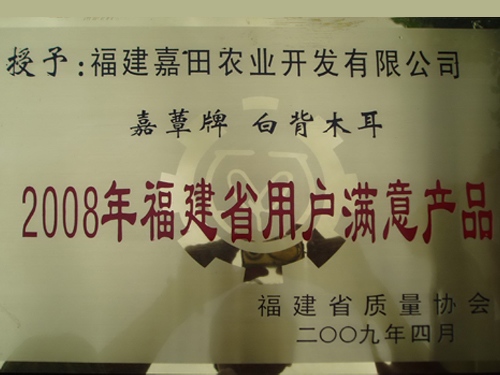 授予:福建嘉田农业开发有限公司
嘉蕈牌 白背木耳
2008年福建省用户满意产品
福建省质量协会
二〇〇九年四月